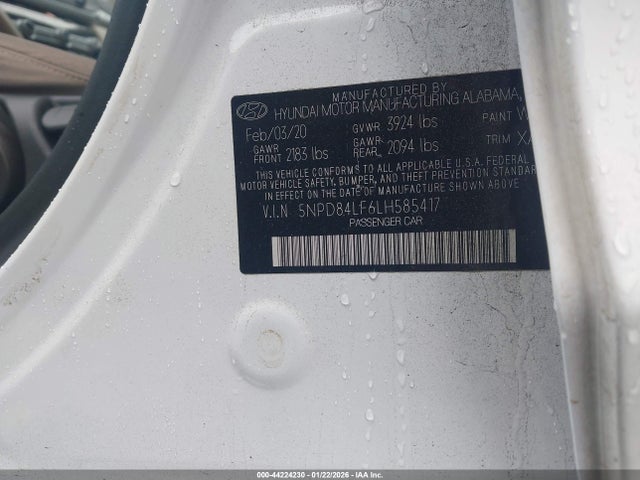 MANUFACTURED BY
HYUNDAI MOTOR MANUFACTURING ALABAMA,
Feb/03/20 GVWR 3924 lbs PAINT
GAWR FRONT 2183 lbs GAWR REAR 2094 lbs TRIM
THIS VEHICLE CONFORMS TO ALL APPLICABLE U.S.A. FEDERAL
MOTOR VEHICLE SAFETY, BUMPER, AND THEFT PREVENTION STANDARDS
IN EFFECT ON THE DATE OF MANUFACTURE SHOWN ABOVE.
V.I.N 5NPD84LF6LH585417
PASSENGER CAR
000-44224230 - 01/22/2026 - IAA Inc.